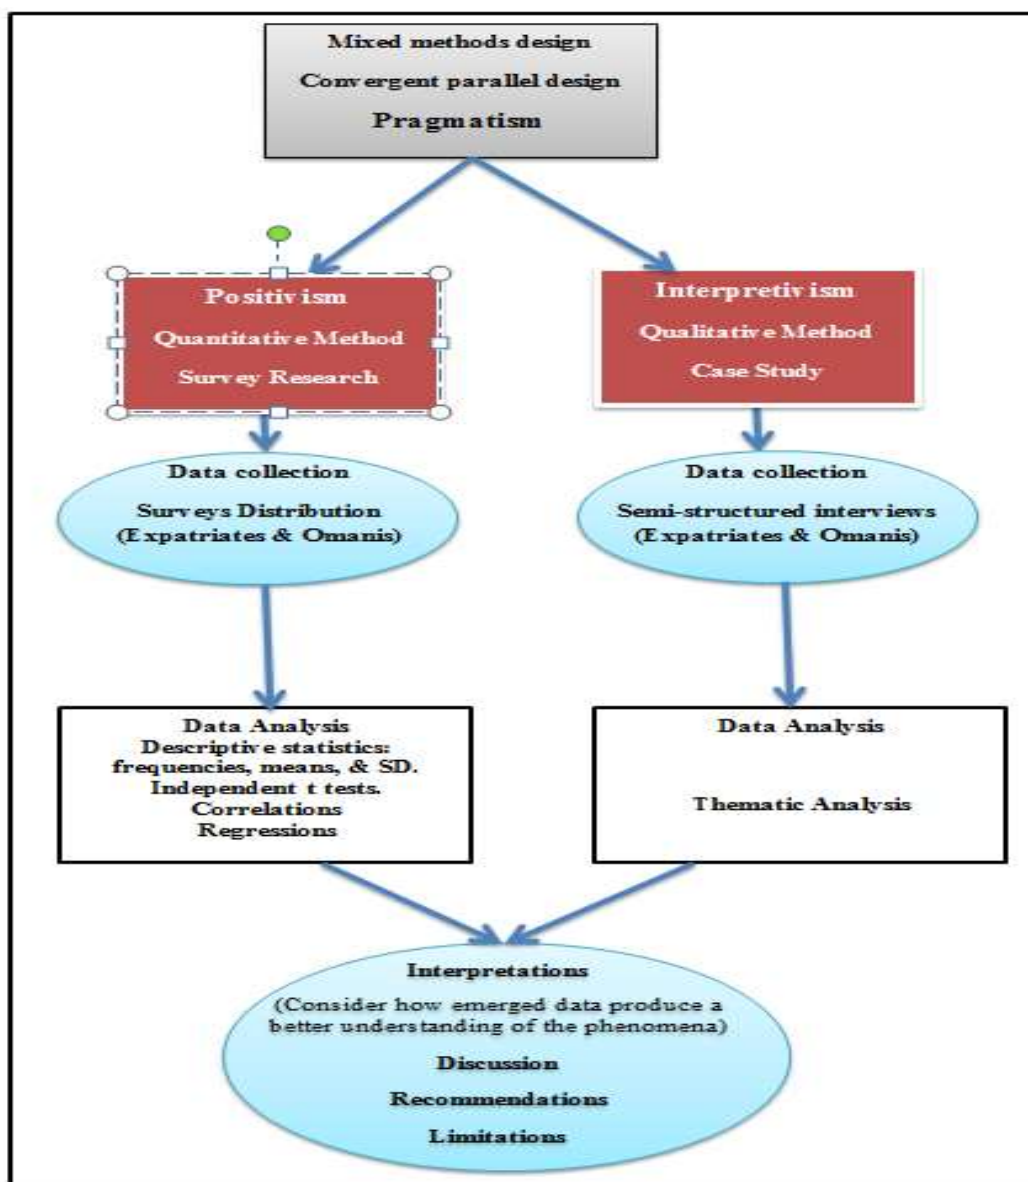 Mixed methods design
Convergent parallel design
Pragmatism
Positivism
Quantitative Method
Survey Research
Interpretivism
Qualitative Method
Case Study
Data collection
Surveys Distribution
(Expatriates & Omanis)
Data collection
Semi-structured interviews
(Expatriates & Omanis)
Data Analysis
Descriptive statistics:
frequencies, means, & SD.
Independent t tests.
Correlations
Regressions
Data Analysis
Thematic Analysis
Interpretations
(Consider how emerged data produce a
better understanding of the phenomena)
Discussion
Recommendations
Limitations